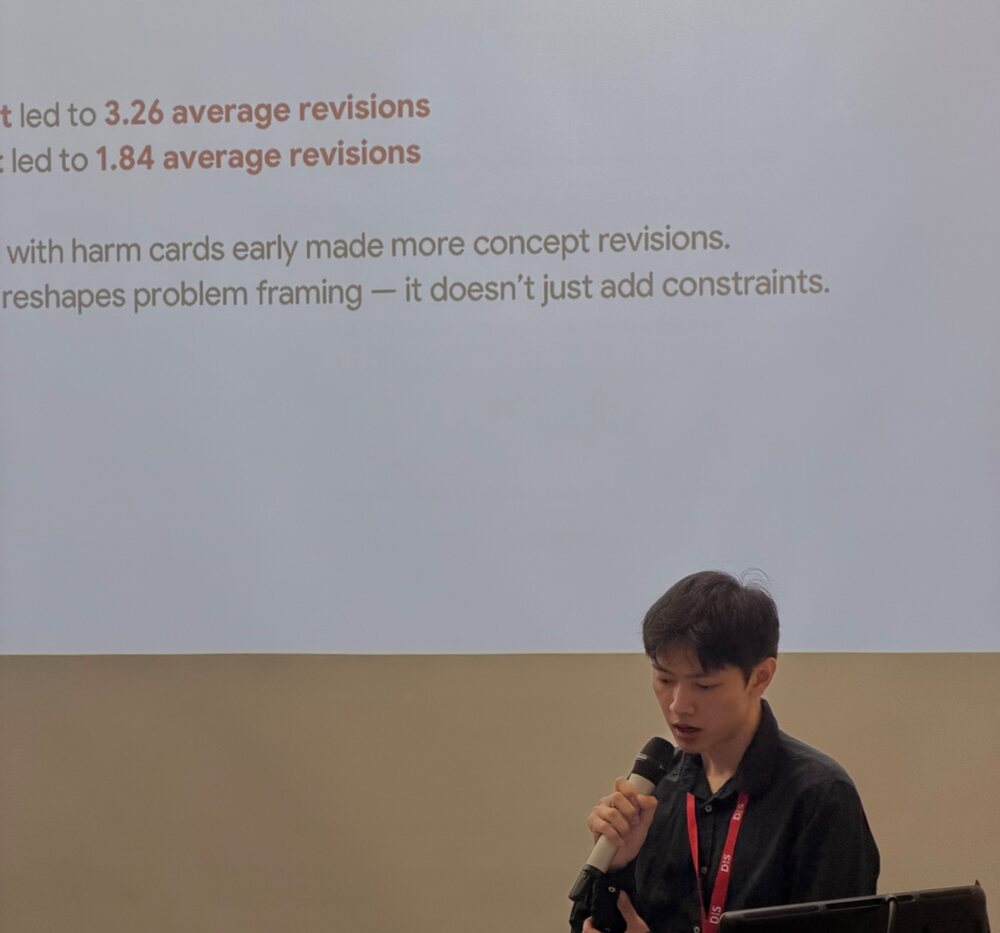 t led to 3.26 average revisions
t led to 1.84 average revisions
with harm cards early made more concept revisions.
reshapes problem framing — it doesn't just add constraints.
DIS
DIS
DIS